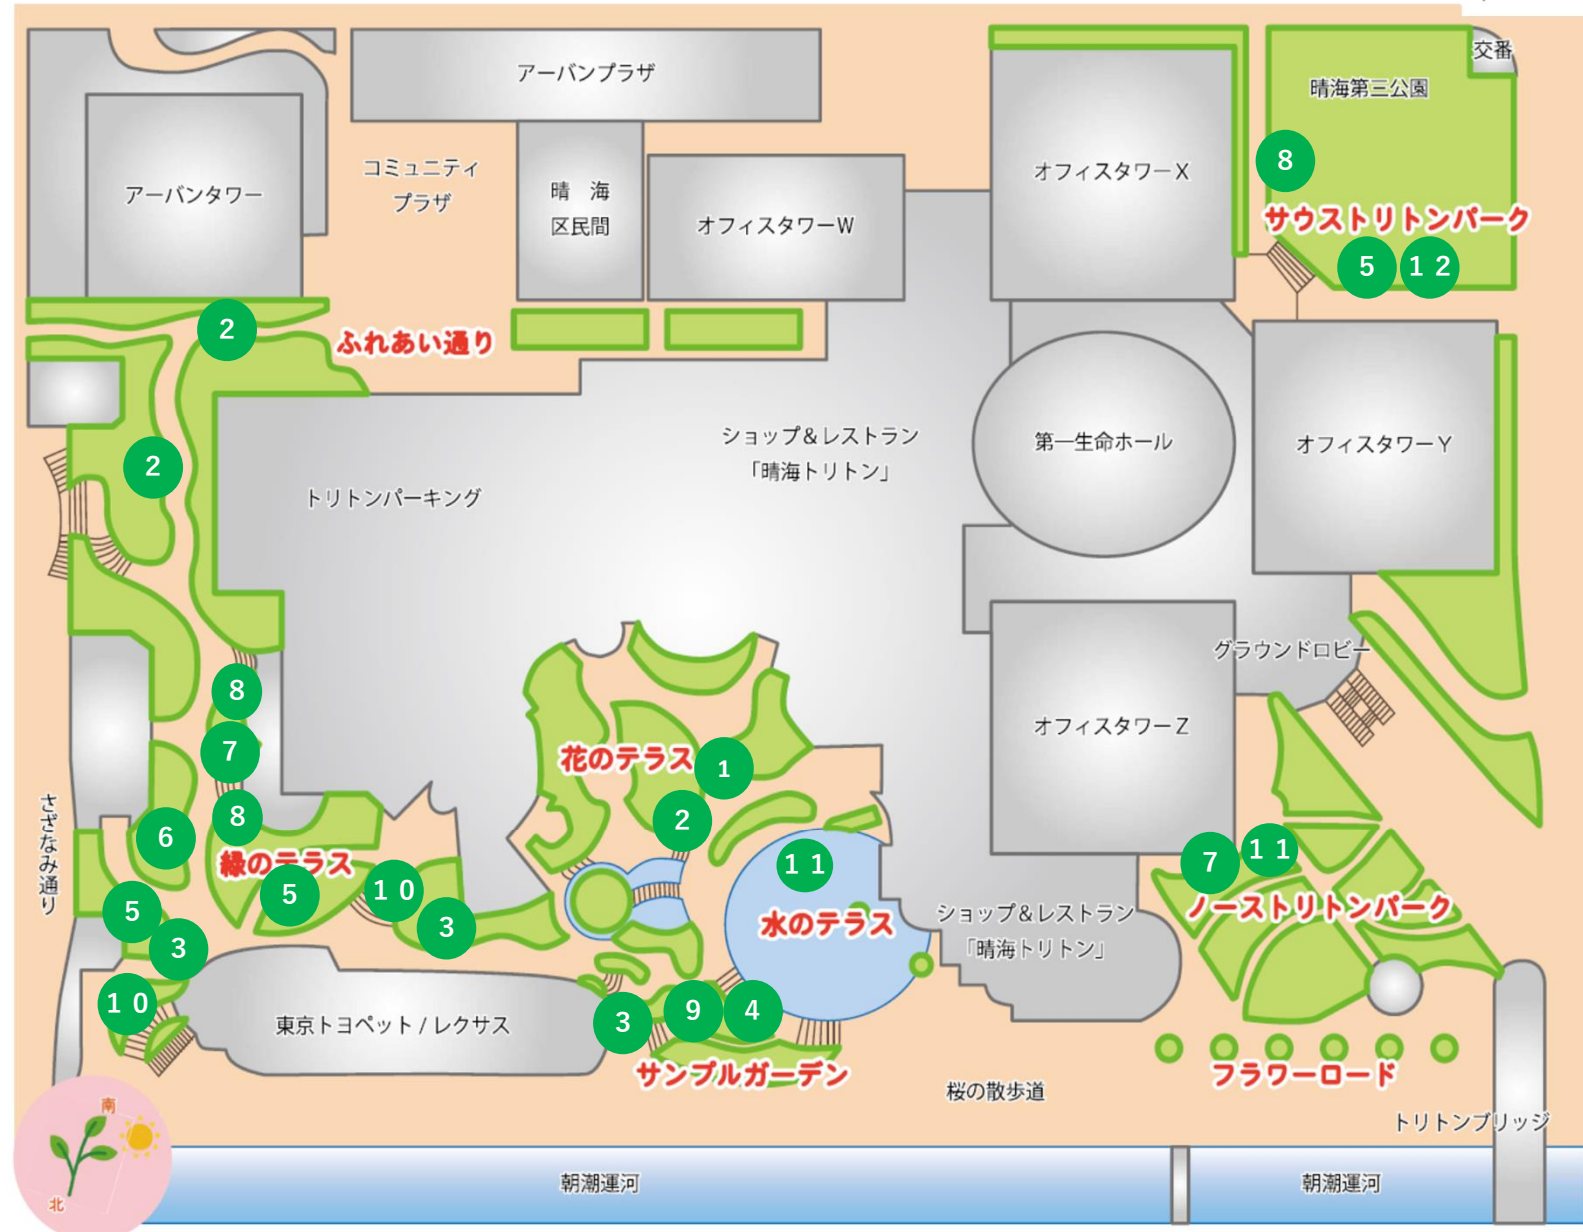 交番
晴海第三公園
アーバンプラザ
コミュニティ
プラザ
アーバンタワー
晴 海
区民間
オフィスタワーW
オフィスタワーX
8
サウストリトンパーク
5
12
2
ふれあい通り
ショップ&レストラン
「晴海トリトン」
第一生命ホール
オフィスタワーY
2
トリトンパーキング
グラウンドロビー
8
7
8
花のテラス
1
2
オフィスタワーZ
さざなみ通り
6
緑のテラス
5
10
3
5
3
10
11
水のテラス
7
11
ノーストリトンパーク
ショップ&レストラン
「晴海トリトン」
東京トヨペット / レクサス
3
9
4
サンプルガーデン
フラワーロード
桜の散歩道
トリトンブリッジ
南
北
朝潮運河
朝潮運河